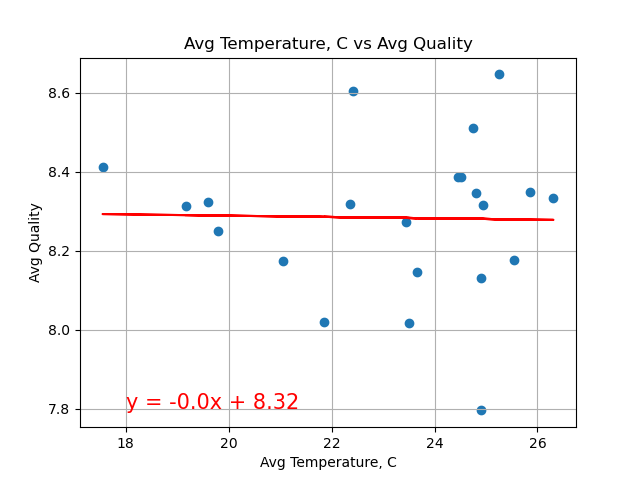 Avg Temperature, C vs Avg Quality
Avg Quality
8.6
8.4
8.2
8.0
7.8
y = -0.0x + 8.32
18 20 22 24 26
Avg Temperature, C